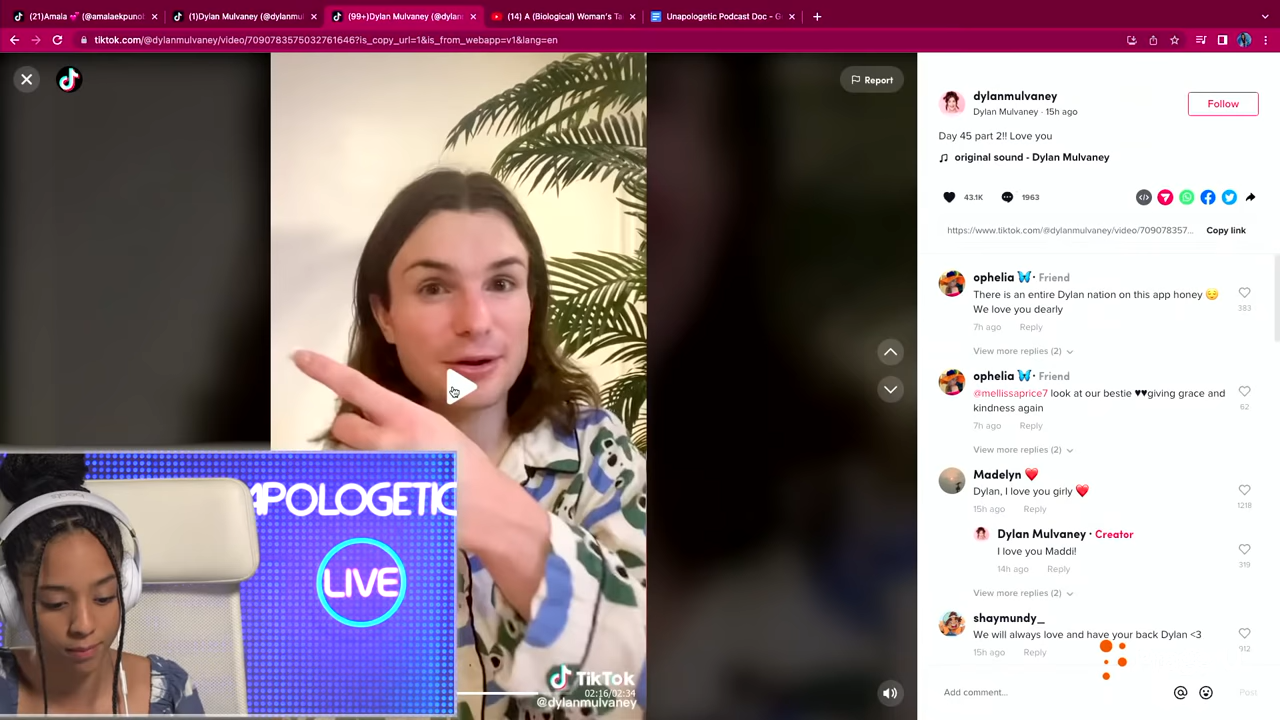 (21)Amala 💕 (@amalaekpunol
(1)Dylan Mulvaney (@dylanmul
(99+)Dylan Mulvaney (@dylan
(14) A (Biological) Woman's Ta
Unapologetic Podcast Doc - G
tiktok.com/@dylanmulvaney/video/7090783575032761646?is_copy_url=1&is_from_webapp=v1&lang=en
Report
dylanmulvaney
Dylan Mulvaney · 15h ago
Follow
Day 45 part 2!! Love you
original sound - Dylan Mulvaney
43.1K
1963
https://www.tiktok.com/@dylanmulvaney/video/709078357...
Copy link
ophelia 🦋 · Friend
There is an entire Dylan nation on this app honey 😌
We love you dearly
383
7h ago Reply
View more replies (2)
ophelia 🦋 · Friend
@mellissaprice7 look at our bestie ♥♥giving grace and
kindness again
62
7h ago Reply
View more replies (2)
Madelyn ❤️
Dylan, I love you girly ❤️
1218
15h ago Reply
Dylan Mulvaney · Creator
I love you Maddi!
319
14h ago Reply
View more replies (2)
shaymundy_
We will always love and have your back Dylan <3
912
15h ago Reply
Add comment...
Post
APOLOGETIC
LIVE
TikTok
02:16/02:34
@dylanmulvaney